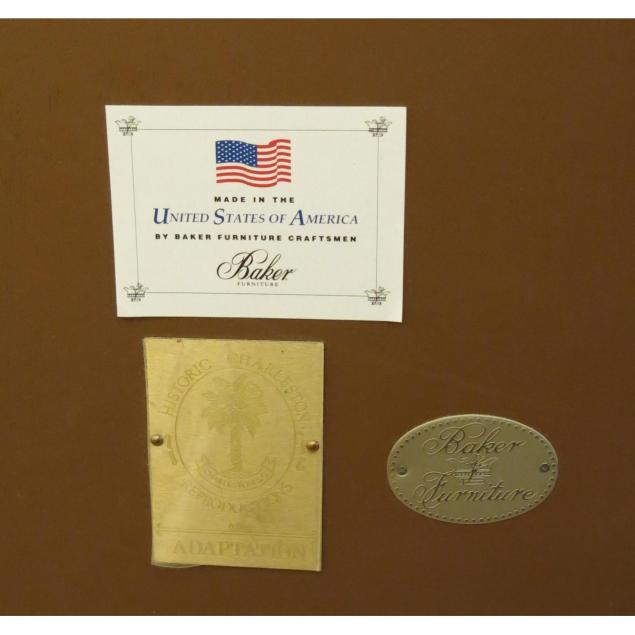 MADE IN THE
UNITED STATES OF AMERICA
BY BAKER FURNITURE CRAFTSMEN
Baker
FURNITURE
HISTORIC CHARLESTON
REPRODUCTIONS
ADAPTATION
Baker
Furniture